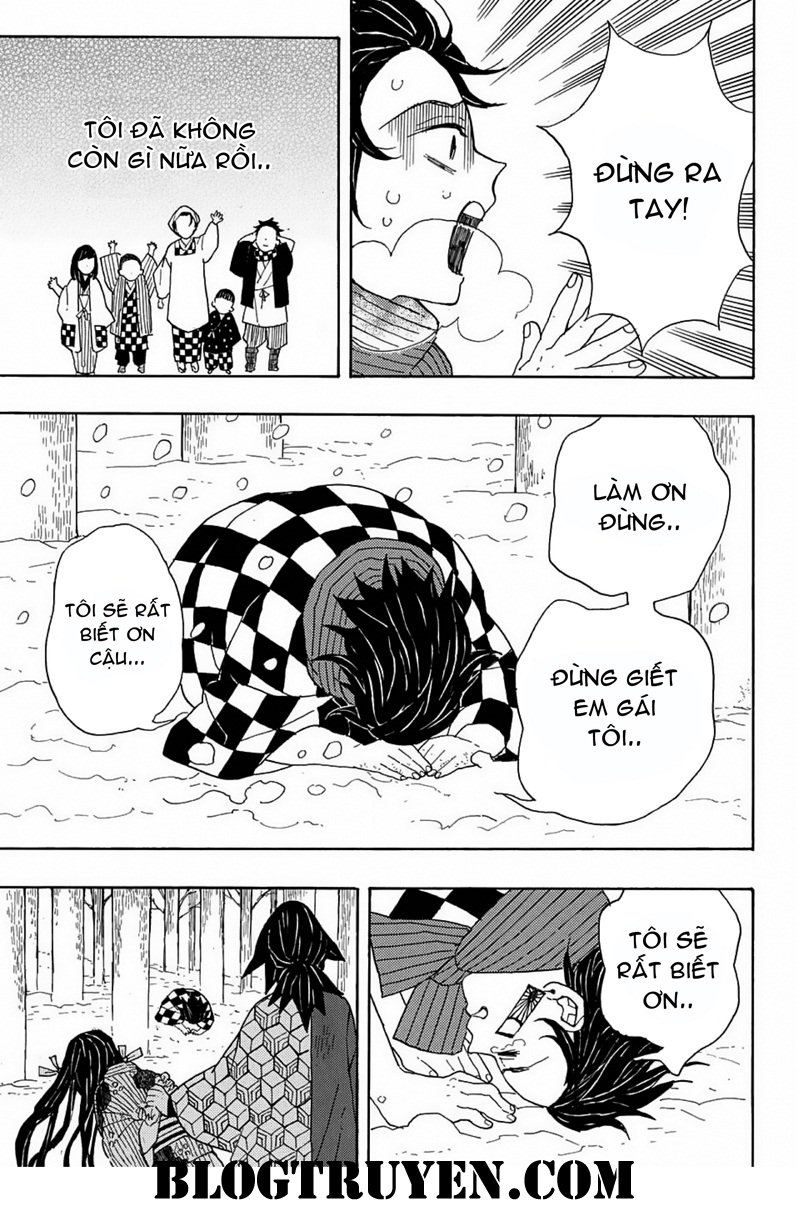 ĐỪNG RA
TAY!
TÔI ĐÃ KHÔNG
CÒN GÌ NỮA RỒI..
LÀM ƠN
ĐỪNG..
ĐỪNG GIẾT
EM GÁI
TÔI..
TÔI SẼ RẤT
BIẾT ƠN
CẬU...
TÔI SẼ
RẤT BIẾT
ƠN..
BLOGTRUYEN.COM